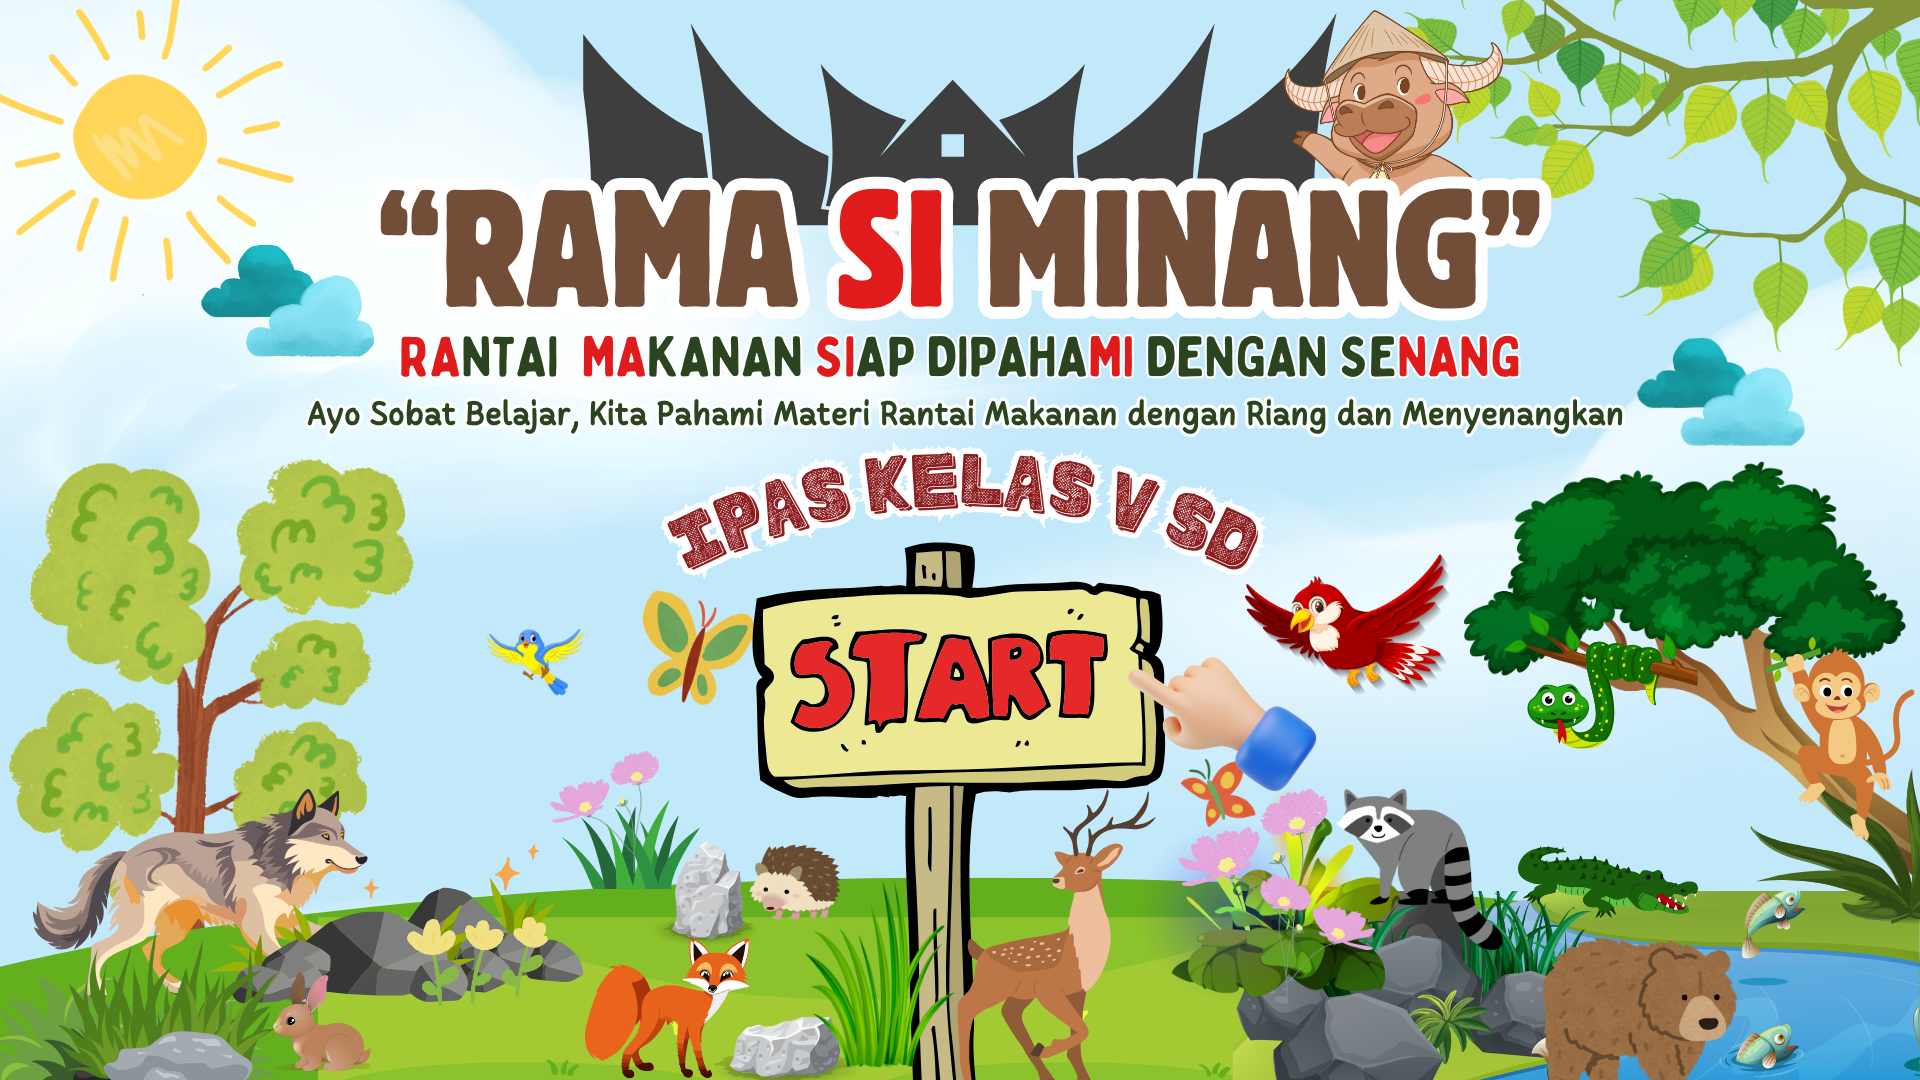 “RAMA SI MINANG”
RANTAI MAKANAN SIAP DIPAHAMI DENGAN SENANG
Ayo Sobat Belajar, Kita Pahami Materi Rantai Makanan dengan Riang dan Menyenangkan
IPAS KELAS V SD
START